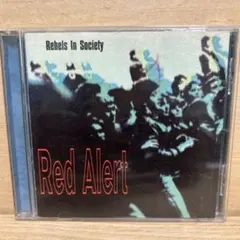 Rebels In Society
Red Alert